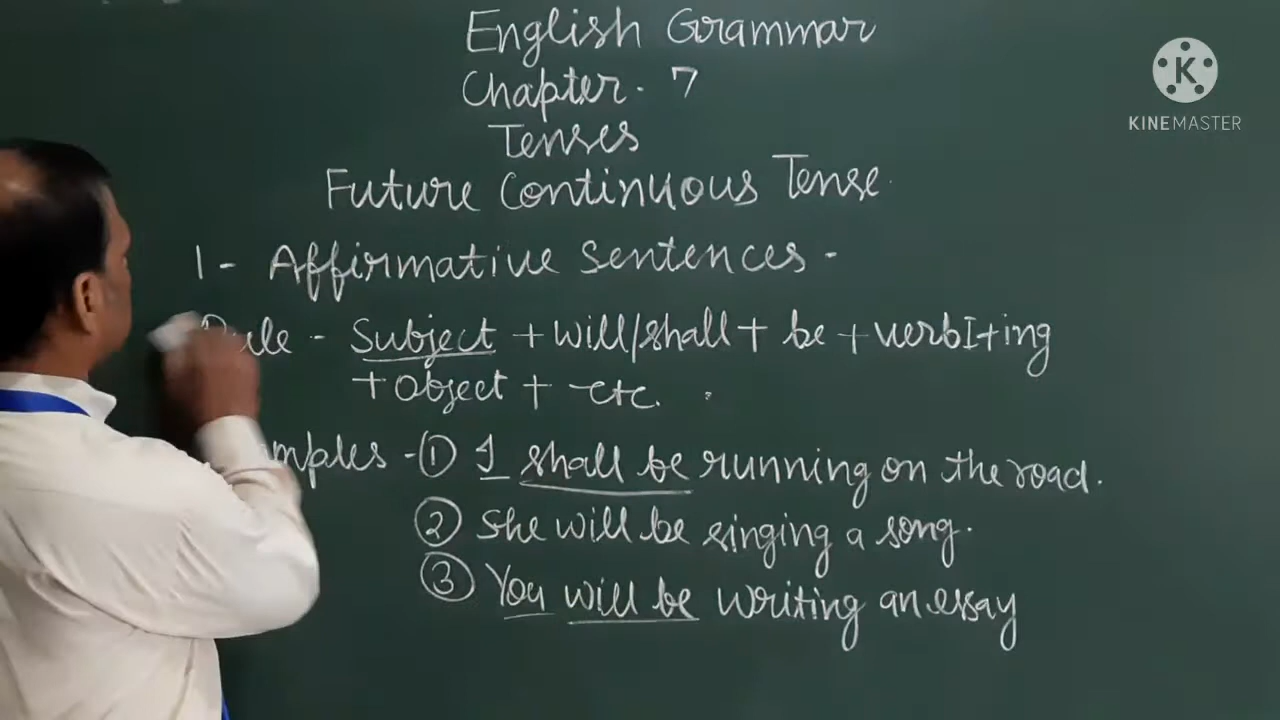 English Grammar
Chapter. 7
Tenses
Future Continuous Tense.
K
KINEMASTER
1- Affirmative Sentences -
Rule - Subject + will/shall + be + verbI+ing
+ Object + etc.
mples - ① I shall be running on the road.
② She will be singing a song.
③ You will be writing an essay